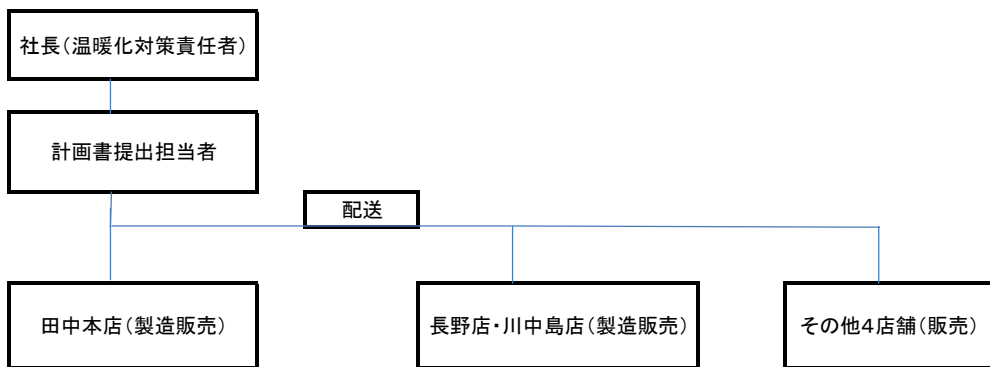 社長(温暖化対策責任者)
計画書提出担当者
配送
田中本店(製造販売)
長野店・川中島店(製造販売)
その他4店舗(販売)